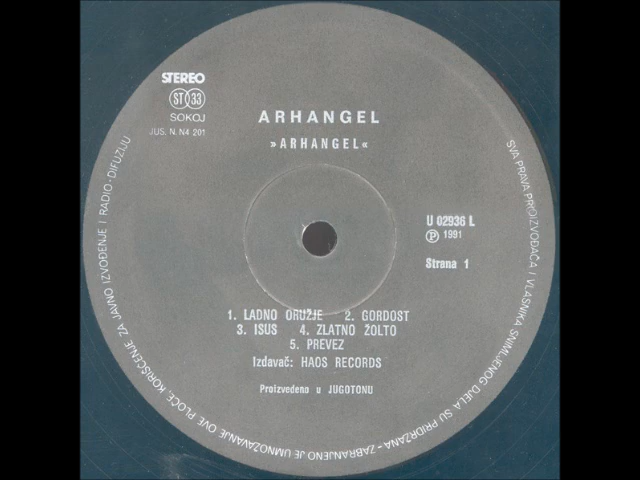 STEREO
ST 33
SOKOJ
JUS. N. N4 201
ARHANGEL
»ARHANGEL«
U 02936 L
Ⓟ 1991
Strana 1
1. LADNO ORUŽJE 2. GORDOST
3. ISUS 4. ZLATNO ŽOLTO
5. PREVEZ
Izdavač: HAOS RECORDS
Proizvedeno u JUGOTONU
SVA PRAVA PROIZVOĐAČA I VLASNIKA SNIMLJENOG DJELA SU PRIDRŽANA – ZABRANJENO JE UMNOŽAVANJE OVE PLOČE, KORIŠĆENJE ZA JAVNO IZVOĐENJE I RADIO-DIFUZIJU